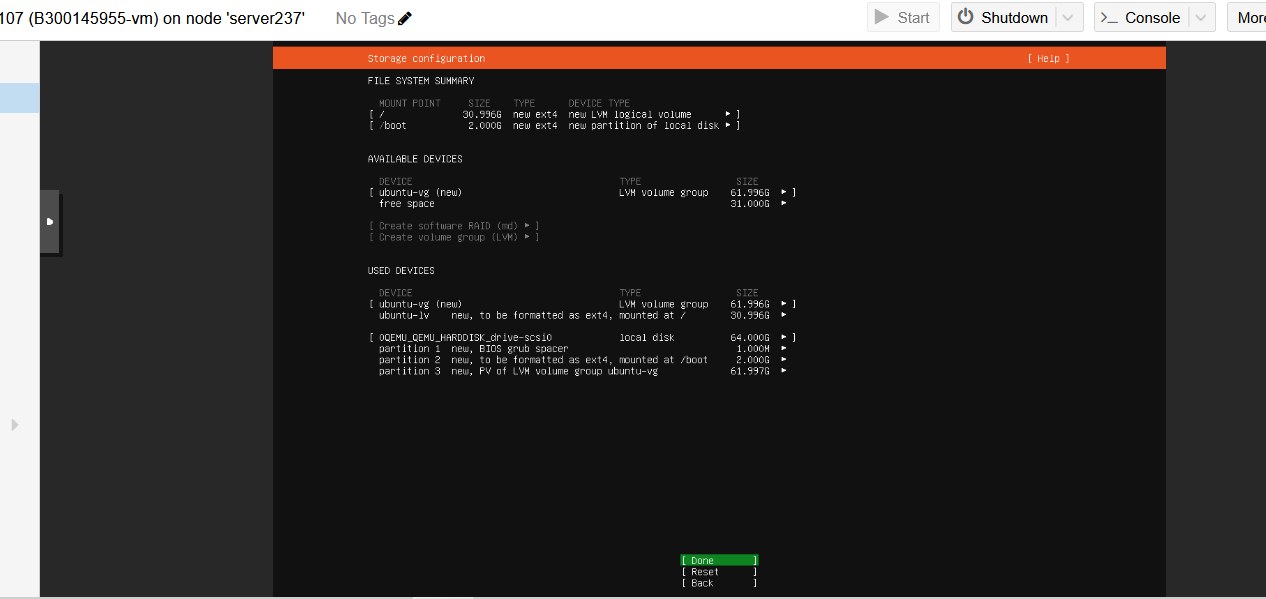 107 (B300145955-vm) on node 'server237' No Tags Start Shutdown Console More
Storage configuration [ Help ]
FILE SYSTEM SUMMARY
MOUNT POINT SIZE TYPE DEVICE TYPE
[ / 30.996G new ext4 new LVM logical volume ▸ ]
[ /boot 2.000G new ext4 new partition of local disk ▸ ]
AVAILABLE DEVICES
DEVICE TYPE SIZE
[ ubuntu-vg (new) LVM volume group 61.996G ▸ ]
free space 31.000G ▸
[ Create software RAID (md) ▸ ]
[ Create volume group (LVM) ▸ ]
USED DEVICES
DEVICE TYPE SIZE
[ ubuntu-vg (new) LVM volume group 61.996G ▸ ]
ubuntu-lv new, to be formatted as ext4, mounted at / 30.996G ▸
[ 0QEMU_QEMU_HARDDISK_drive-scsi0 local disk 64.000G ▸ ]
partition 1 new, BIOS grub spacer 1.000M ▸
partition 2 new, to be formatted as ext4, mounted at /boot 2.000G ▸
partition 3 new, PV of LVM volume group ubuntu-vg 61.997G ▸
[ Done ]
[ Reset ]
[ Back ]